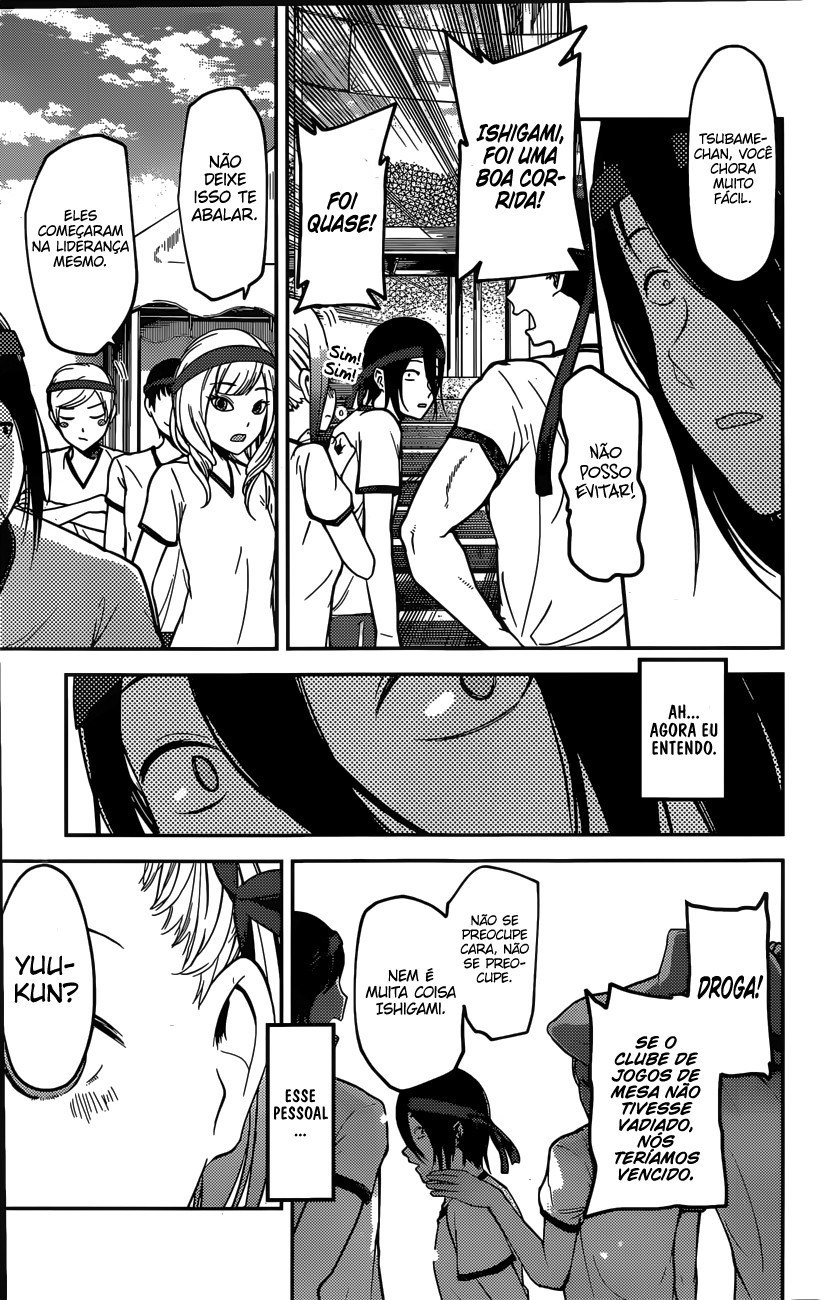 TSUBAME-
CHAN, VOCÊ
CHORA
MUITO
FÁCIL.
ISHIGAMI,
FOI UMA
BOA COR-
RIDA!
FOI
QUASE!
Sim!
Sim!
NÃO
POSSO
EVITAR!
NÃO
DEIXE
ISSO TE
ABALAR.
ELES
COMEÇARAM
NA LIDERANÇA
MESMO.
AH...
AGORA EU
ENTENDO.
DROGA!
SE O
CLUBE DE
JOGOS DE
MESA NÃO
TIVESSE
VADIADO,
NÓS
TERÍAMOS
VENCIDO.
NÃO SE
PREOCUPE
CARA, NÃO
SE PREO-
CUPE.
NEM É
MUITA COISA
ISHIGAMI.
ESSE
PESSOAL
...
YUU-
KUN?